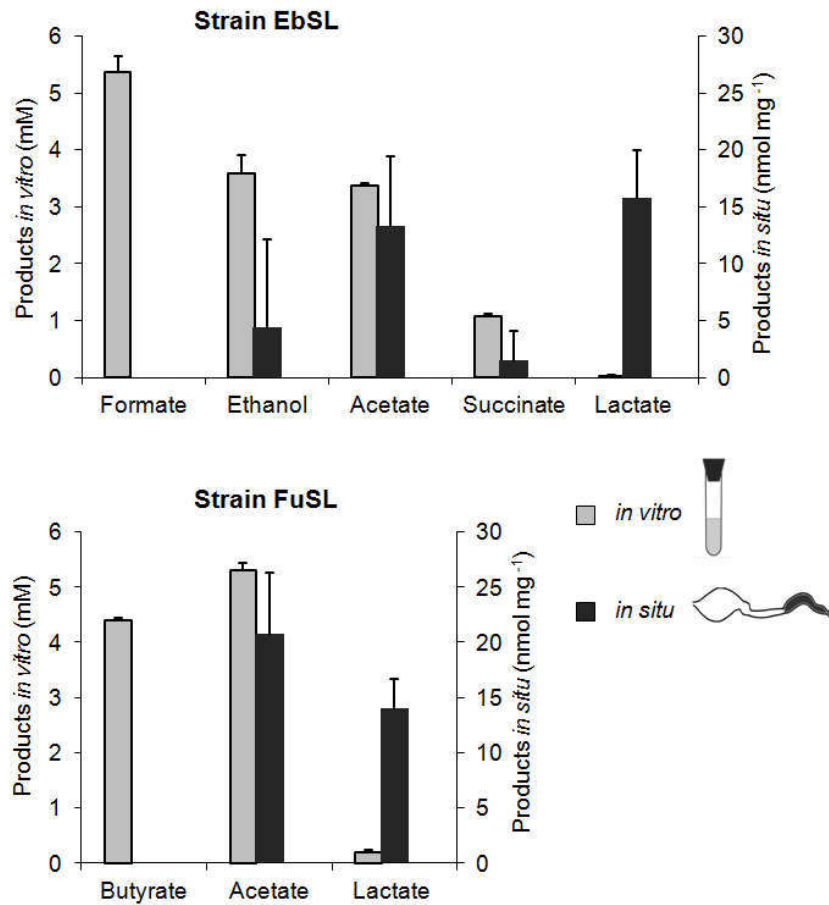 Strain EbSL
Products in vitro (mM)
6
5
4
3
2
1
0
30
25
20
15
10
5
0
Products in situ (nmol mg -1)
Formate Ethanol Acetate Succinate Lactate
Strain FuSL
Products in vitro (mM)
6
5
4
3
2
1
0
30
25
20
15
10
5
0
Products in situ (nmol mg -1)
Butyrate Acetate Lactate
in vitro
in situ